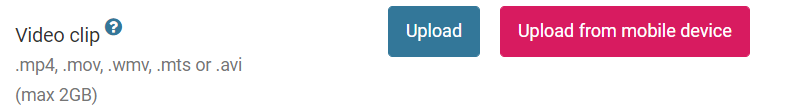 Video clip ?
Upload
Upload from mobile device
.mp4, .mov, .wmv, .mts or .avi
(max 2GB)